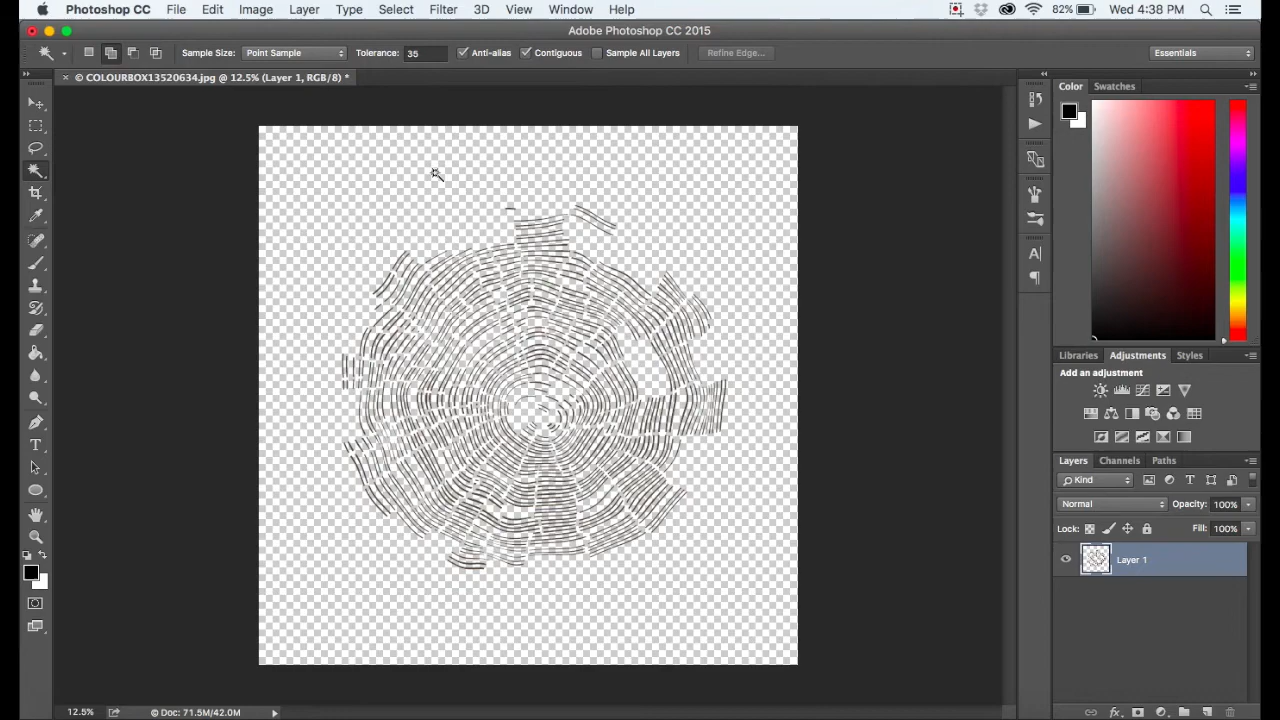 Photoshop CC File Edit Image Layer Type Select Filter 3D View Window Help 82% Wed 4:38 PM
Adobe Photoshop CC 2015
Sample Size: Point Sample Tolerance: 35 Anti-alias Contiguous Sample All Layers Refine Edge... Essentials
× © COLOURBOX13520634.jpg @ 12.5% (Layer 1, RGB/8) *
Color Swatches
Libraries Adjustments Styles
Add an adjustment
Layers Channels Paths
Kind
Normal Opacity: 100%
Lock: Fill: 100%
Layer 1
12.5% © Doc: 71.5M/42.0M
fx